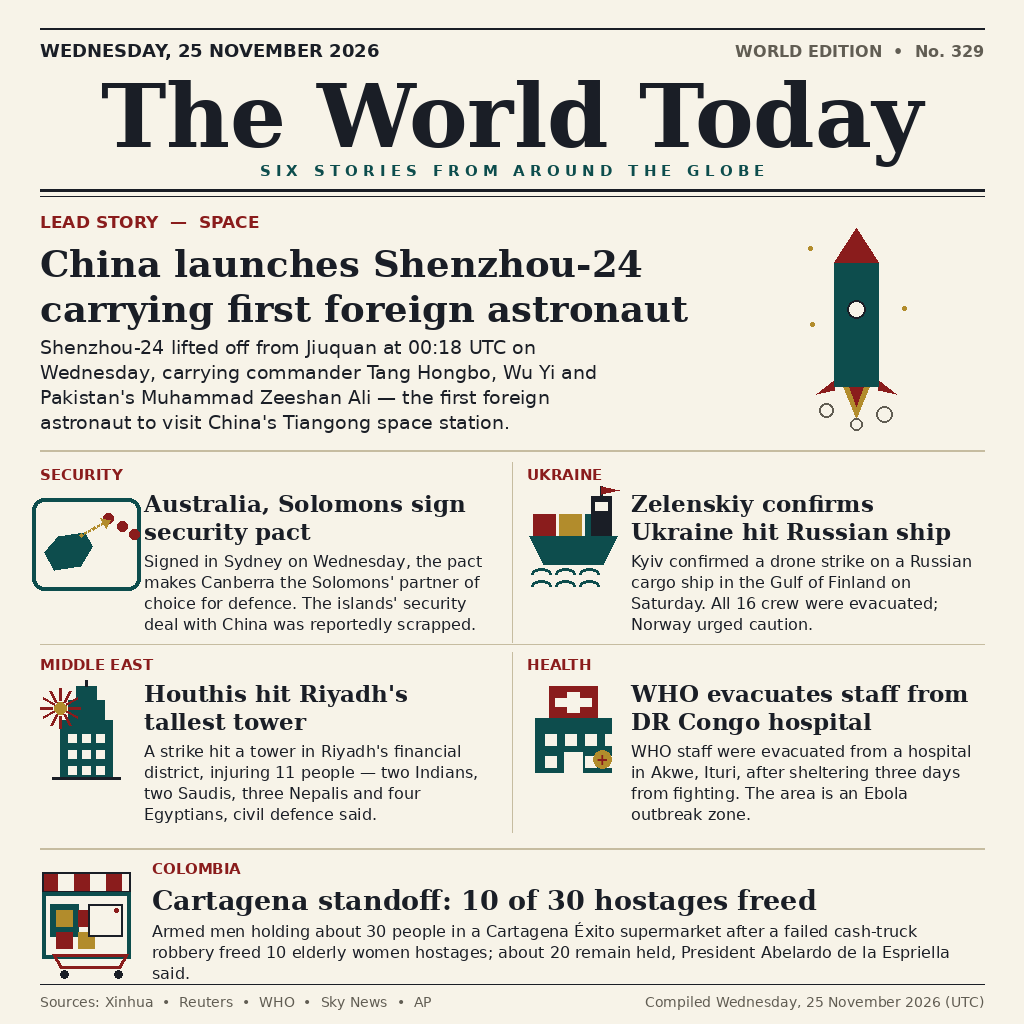 WEDNESDAY, 25 NOVEMBER 2026
WORLD EDITION • No. 329
The World Today
SIX STORIES FROM AROUND THE GLOBE
LEAD STORY — SPACE
China launches Shenzhou-24
carrying first foreign astronaut
Shenzhou-24 lifted off from Jiuquan at 00:18 UTC on
Wednesday, carrying commander Tang Hongbo, Wu Yi and
Pakistan's Muhammad Zeeshan Ali — the first foreign
astronaut to visit China's Tiangong space station.
SECURITY
Australia, Solomons sign
security pact
Signed in Sydney on Wednesday, the pact
makes Canberra the Solomons' partner of
choice for defence. The islands' security
deal with China was reportedly scrapped.
UKRAINE
Zelenskiy confirms
Ukraine hit Russian ship
Kyiv confirmed a drone strike on a Russian
cargo ship in the Gulf of Finland on
Saturday. All 16 crew were evacuated;
Norway urged caution.
MIDDLE EAST
Houthis hit Riyadh's
tallest tower
A strike hit a tower in Riyadh's financial
district, injuring 11 people — two Indians,
two Saudis, three Nepalis and four
Egyptians, civil defence said.
HEALTH
WHO evacuates staff from
DR Congo hospital
WHO staff were evacuated from a hospital
in Akwe, Ituri, after sheltering three days
from fighting. The area is an Ebola
outbreak zone.
COLOMBIA
Cartagena standoff: 10 of 30 hostages freed
Armed men holding about 30 people in a Cartagena Éxito supermarket after a failed cash-truck
robbery freed 10 elderly women hostages; about 20 remain held, President Abelardo de la Espriella
said.
Sources: Xinhua • Reuters • WHO • Sky News • AP
Compiled Wednesday, 25 November 2026 (UTC)